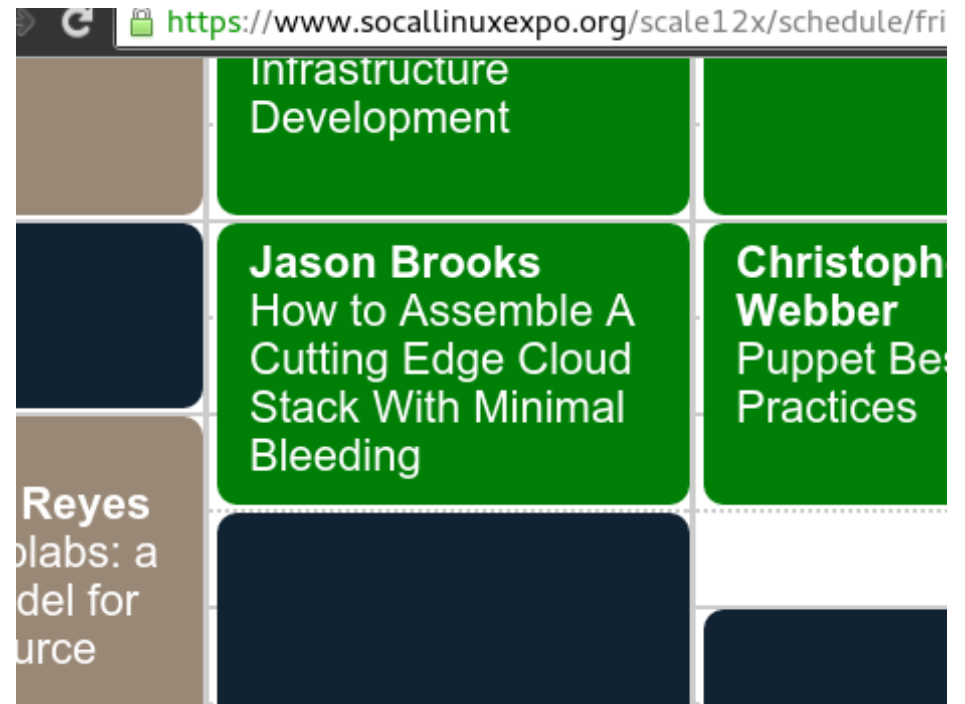 https://www.socallinuxexpo.org/scale12x/schedule/fri
Infrastructure
Development
Jason Brooks
How to Assemble A
Cutting Edge Cloud
Stack With Minimal
Bleeding
Christoph
Webber
Puppet Bes
Practices
Reyes
olabs: a
del for
urce